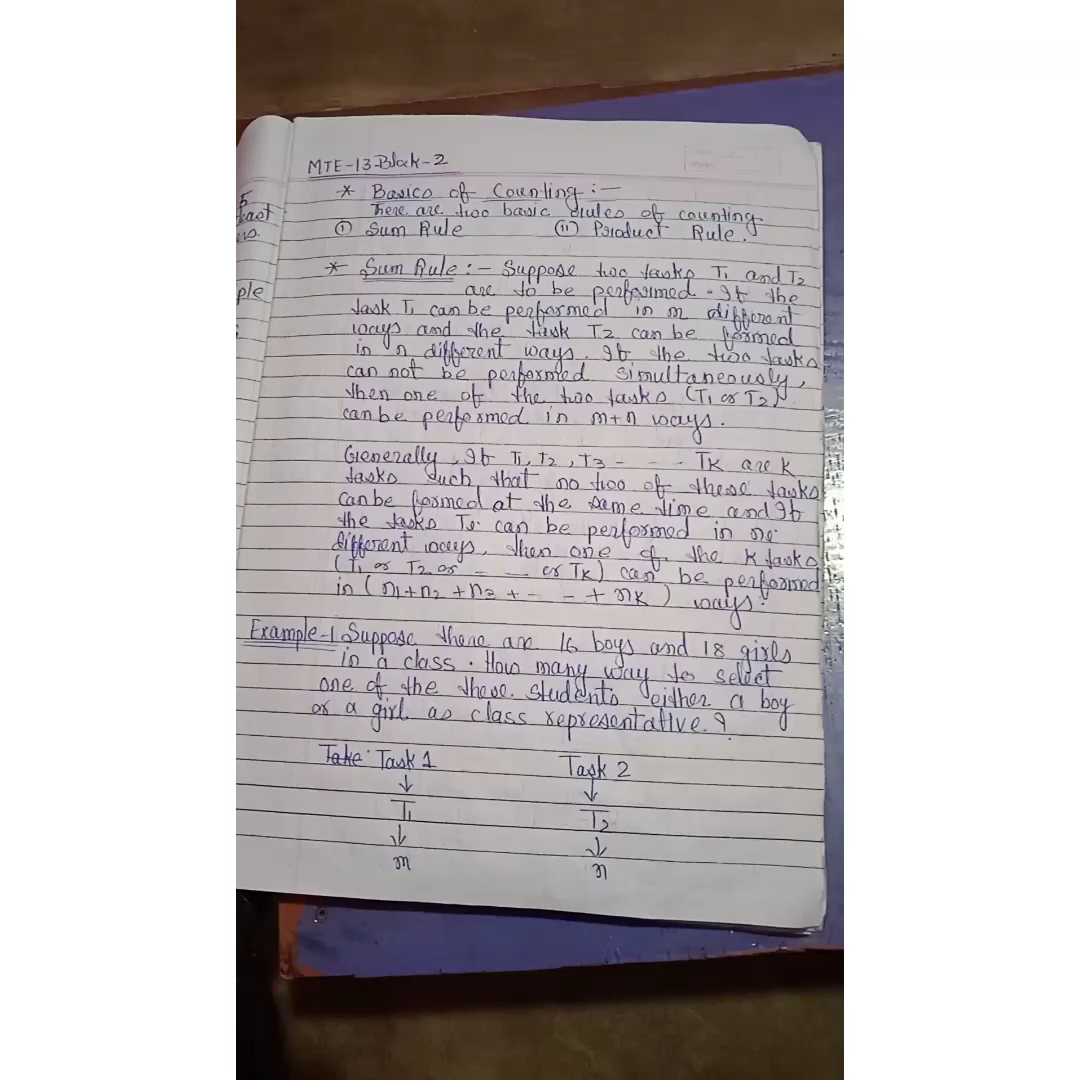 MTE-13 Block-2
* Basics of Counting :-
There are two basic rules of counting
(i) Sum Rule (ii) Product Rule.
* Sum Rule :- Suppose two tasks T1 and T2
are to be performed. If the
task T1 can be performed in m different
ways and the task T2 can be formed
in n different ways. If the two tasks
can not be performed simultaneously,
then one of the two tasks (T1 or T2)
can be performed in m+n ways.
Generally, If T1, T2, T3 - - - TK are K
tasks such that no two of these tasks
can be formed at the same time and If
the tasks Ti can be performed in ni
different ways, then one of the K tasks
(T1 or T2 or - - - or TK) can be performed
in (n1+n2+n3+ - - + nK) ways.
Example-1 Suppose there are 16 boys and 18 girls
in a class. How many way to select
one of the these students either a boy
or a girl as class representative?
Take Task 1 Task 2
↓ ↓
T1 T2
↓ ↓
m n
5
east
ple